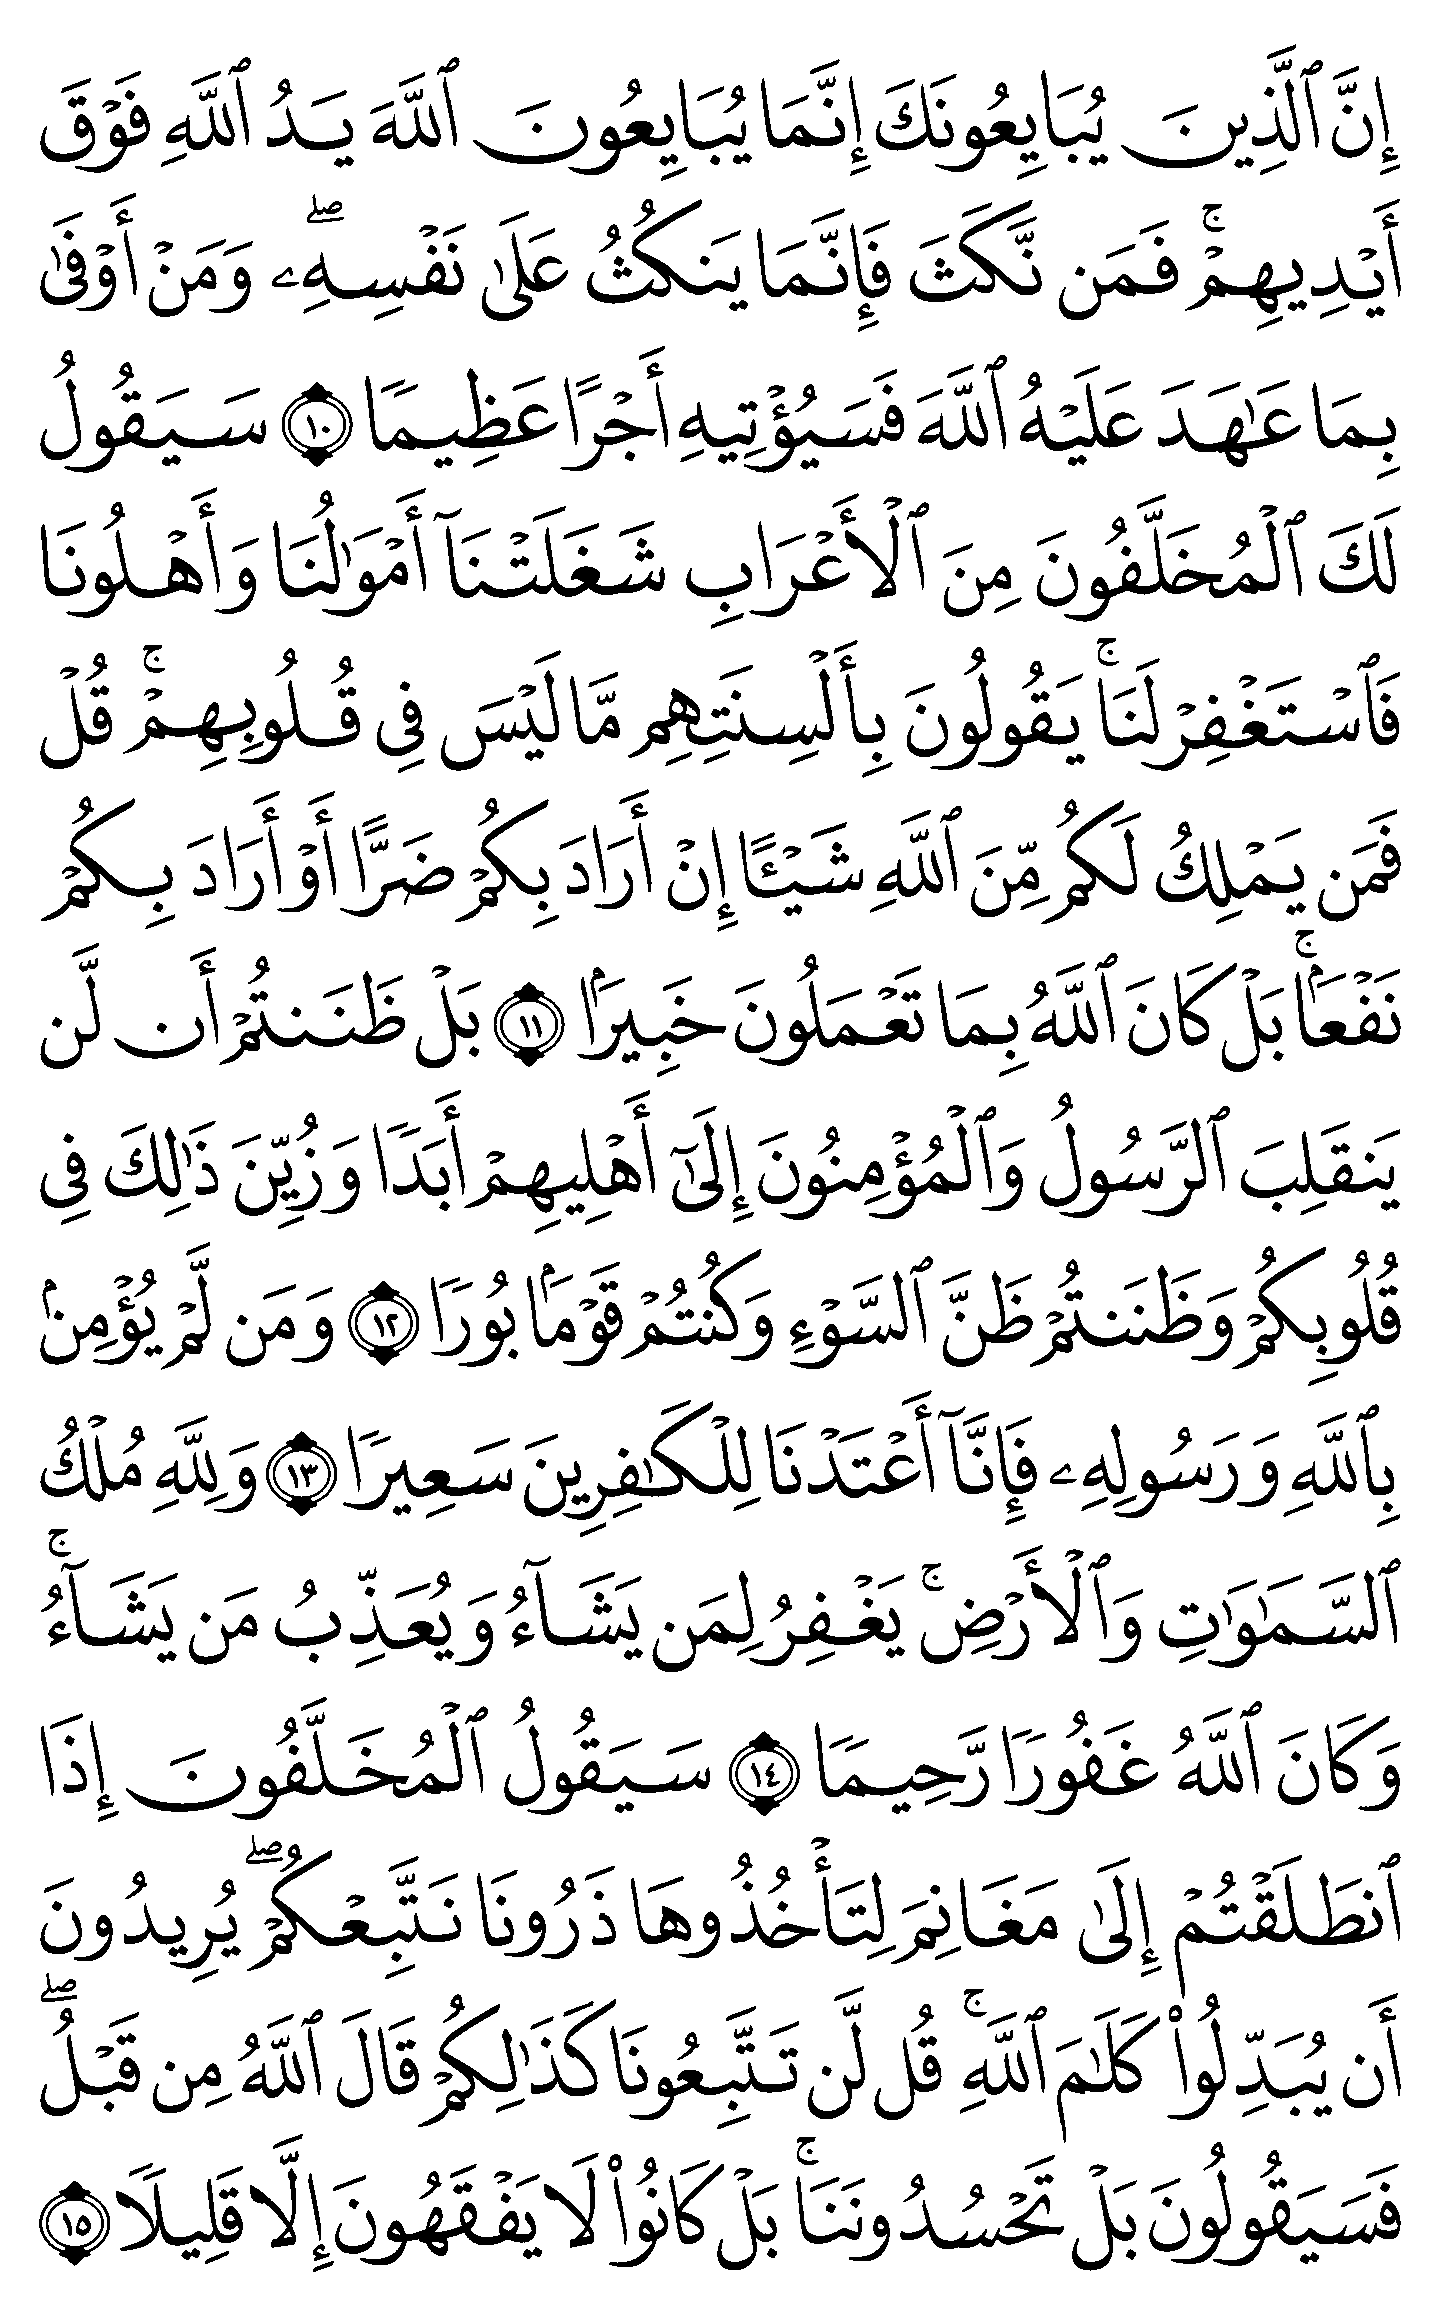 إِنَّ ٱلَّذِينَ يُبَايِعُونَكَ إِنَّمَا يُبَايِعُونَ ٱللَّهَ يَدُ ٱللَّهِ فَوۡقَ
أَيۡدِيهِمۡۚ فَمَن نَّكَثَ فَإِنَّمَا يَنكُثُ عَلَىٰ نَفۡسِهِۦۖ وَمَنۡ أَوۡفَىٰ
بِمَا عَٰهَدَ عَلَيۡهُ ٱللَّهَ فَسَيُؤۡتِيهِ أَجۡرًا عَظِيمٗا ١٠ سَيَقُولُ
لَكَ ٱلۡمُخَلَّفُونَ مِنَ ٱلۡأَعۡرَابِ شَغَلَتۡنَآ أَمۡوَٰلُنَا وَأَهۡلُونَا
فَٱسۡتَغۡفِرۡ لَنَاۚ يَقُولُونَ بِأَلۡسِنَتِهِم مَّا لَيۡسَ فِي قُلُوبِهِمۡۚ قُلۡ
فَمَن يَمۡلِكُ لَكُم مِّنَ ٱللَّهِ شَيۡـًٔا إِنۡ أَرَادَ بِكُمۡ ضَرًّا أَوۡ أَرَادَ بِكُمۡ
نَفۡعَۢاۚ بَلۡ كَانَ ٱللَّهُ بِمَا تَعۡمَلُونَ خَبِيرَۢا ١١ بَلۡ ظَنَنتُمۡ أَن لَّن
يَنقَلِبَ ٱلرَّسُولُ وَٱلۡمُؤۡمِنُونَ إِلَىٰٓ أَهۡلِيهِمۡ أَبَدٗا وَزُيِّنَ ذَٰلِكَ فِي
قُلُوبِكُمۡ وَظَنَنتُمۡ ظَنَّ ٱلسَّوۡءِ وَكُنتُمۡ قَوۡمَۢا بُورٗا ١٢ وَمَن لَّمۡ يُؤۡمِنۢ
بِٱللَّهِ وَرَسُولِهِۦ فَإِنَّآ أَعۡتَدۡنَا لِلۡكَٰفِرِينَ سَعِيرٗا ١٣ وَلِلَّهِ مُلۡكُ
ٱلسَّمَٰوَٰتِ وَٱلۡأَرۡضِۚ يَغۡفِرُ لِمَن يَشَآءُ وَيُعَذِّبُ مَن يَشَآءُۚ
وَكَانَ ٱللَّهُ غَفُورٗا رَّحِيمٗا ١٤ سَيَقُولُ ٱلۡمُخَلَّفُونَ إِذَا
ٱنطَلَقۡتُمۡ إِلَىٰ مَغَانِمَ لِتَأۡخُذُوهَا ذَرُونَا نَتَّبِعۡكُمۡۖ يُرِيدُونَ
أَن يُبَدِّلُواْ كَلَٰمَ ٱللَّهِۚ قُل لَّن تَتَّبِعُونَا كَذَٰلِكُمۡ قَالَ ٱللَّهُ مِن قَبۡلُۖ
فَسَيَقُولُونَ بَلۡ تَحۡسُدُونَنَاۚ بَلۡ كَانُواْ لَا يَفۡقَهُونَ إِلَّا قَلِيلٗا ١٥